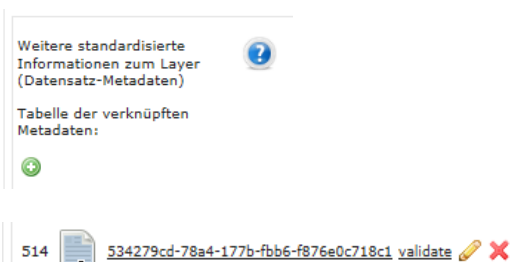 Weitere standardisierte
Informationen zum Layer
(Datensatz-Metadaten)
Tabelle der verknüpften
Metadaten:
514 534279cd-78a4-177b-fbb6-f876e0c718c1 validate